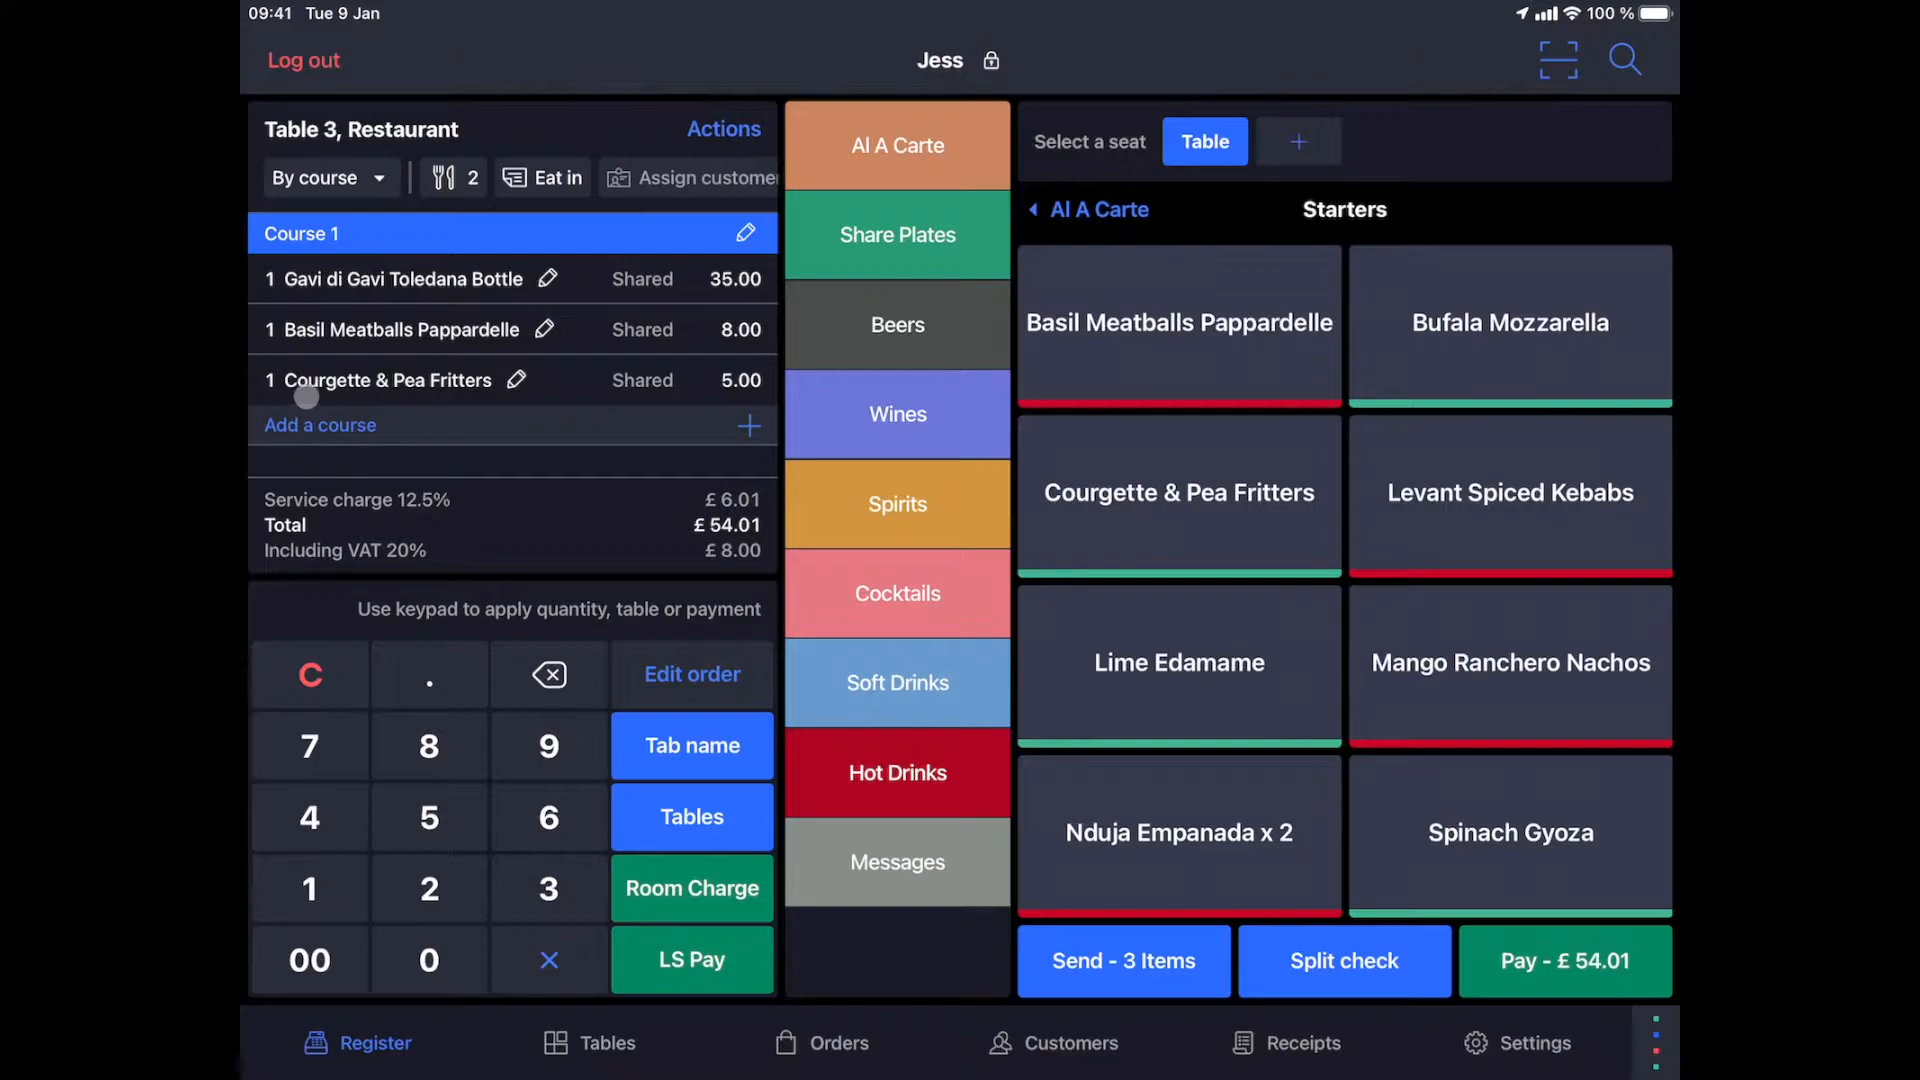 09:41 Tue 9 Jan
100 %
Log out
Jess
Table 3, Restaurant
Actions
By course
2
Eat in
Assign custome
Course 1
1 Gavi di Gavi Toledana Bottle Shared 35.00
1 Basil Meatballs Pappardelle Shared 8.00
1 Courgette & Pea Fritters Shared 5.00
Add a course
Service charge 12.5% £ 6.01
Total £ 54.01
Including VAT 20% £ 8.00
Use keypad to apply quantity, table or payment
C . Edit order
7 8 9 Tab name
4 5 6 Tables
1 2 3 Room Charge
00 0 × LS Pay
Al A Carte
Share Plates
Beers
Wines
Spirits
Cocktails
Soft Drinks
Hot Drinks
Messages
Select a seat Table +
Al A Carte
Starters
Basil Meatballs Pappardelle
Bufala Mozzarella
Courgette & Pea Fritters
Levant Spiced Kebabs
Lime Edamame
Mango Ranchero Nachos
Nduja Empanada x 2
Spinach Gyoza
Send - 3 Items
Split check
Pay - £ 54.01
Register
Tables
Orders
Customers
Receipts
Settings